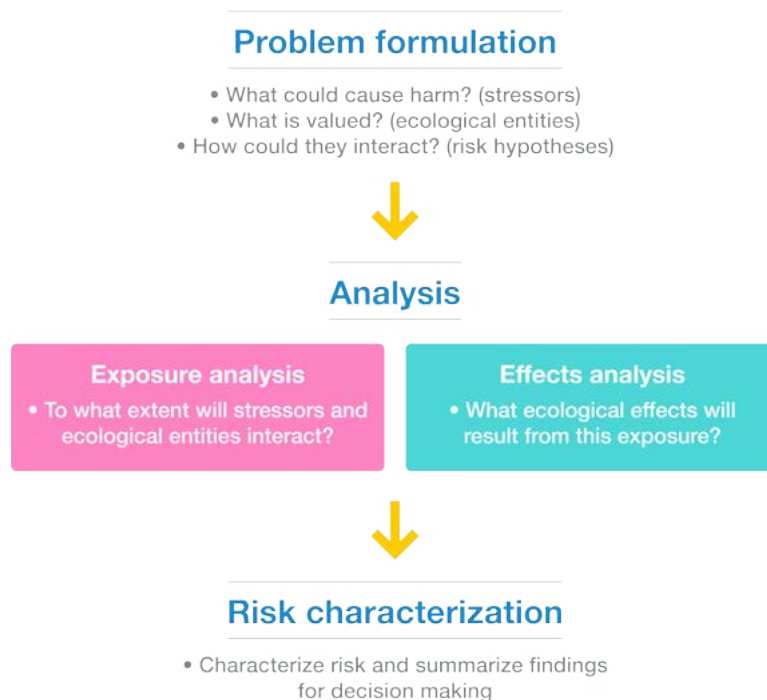 Problem formulation
• What could cause harm? (stressors)
• What is valued? (ecological entities)
• How could they interact? (risk hypotheses)
Analysis
Exposure analysis
• To what extent will stressors and
ecological entities interact?
Effects analysis
• What ecological effects will
result from this exposure?
Risk characterization
• Characterize risk and summarize findings
for decision making